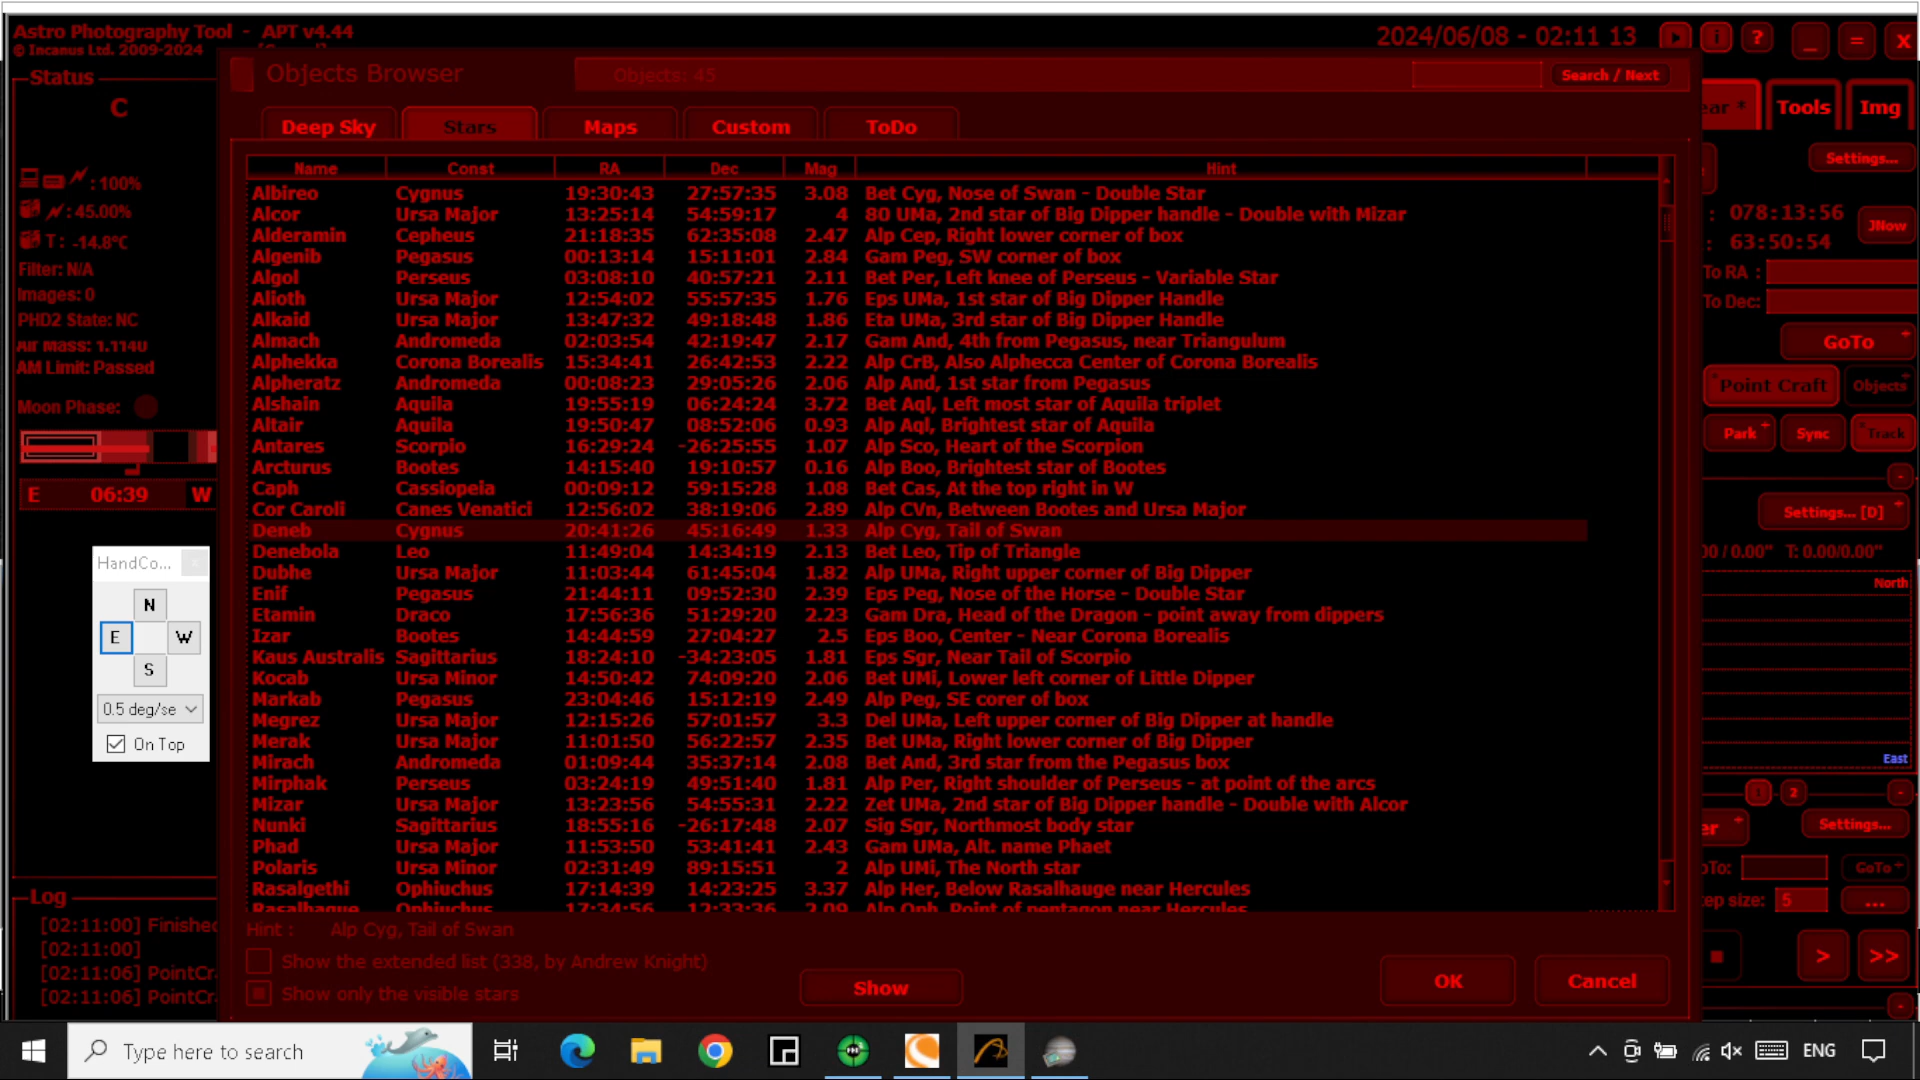 Astro Photography Tool - APT v4.44
© Incanus Ltd. 2009-2024
2024/06/08 - 02:11 13
i ? _ = X
Status
C
: 100%
: 45.00%
T: -14.8°C
Filter: N/A
Images: 0
PHD2 State: NC
Air Mass: 1.1140
AM Limit: Passed
Moon Phase:
E 06:39 W
Objects Browser
Objects: 45
Search / Next
Deep Sky Stars Maps Custom ToDo
Name Const RA Dec Mag Hint
Albireo Cygnus 19:30:43 27:57:35 3.08 Bet Cyg, Nose of Swan - Double Star
Alcor Ursa Major 13:25:14 54:59:17 4 80 UMa, 2nd star of Big Dipper handle - Double with Mizar
Alderamin Cepheus 21:18:35 62:35:08 2.47 Alp Cep, Right lower corner of box
Algenib Pegasus 00:13:14 15:11:01 2.84 Gam Peg, SW corner of box
Algol Perseus 03:08:10 40:57:21 2.11 Bet Per, Left knee of Perseus - Variable Star
Alioth Ursa Major 12:54:02 55:57:35 1.76 Eps UMa, 1st star of Big Dipper Handle
Alkaid Ursa Major 13:47:32 49:18:48 1.86 Eta UMa, 3rd star of Big Dipper Handle
Almach Andromeda 02:03:54 42:19:47 2.17 Gam And, 4th from Pegasus, near Triangulum
Alphekka Corona Borealis 15:34:41 26:42:53 2.22 Alp CrB, Also Alphecca Center of Corona Borealis
Alpheratz Andromeda 00:08:23 29:05:26 2.06 Alp And, 1st star from Pegasus
Alshain Aquila 19:55:19 06:24:24 3.72 Bet Aql, Left most star of Aquila triplet
Altair Aquila 19:50:47 08:52:06 0.93 Alp Aql, Brightest star of Aquila
Antares Scorpio 16:29:24 -26:25:55 1.07 Alp Sco, Heart of the Scorpion
Arcturus Bootes 14:15:40 19:10:57 0.16 Alp Boo, Brightest star of Bootes
Caph Cassiopeia 00:09:12 59:15:28 1.08 Bet Cas, At the top right in W
Cor Caroli Canes Venatici 12:56:02 38:19:06 2.89 Alp CVn, Between Bootes and Ursa Major
Deneb Cygnus 20:41:26 45:16:49 1.33 Alp Cyg, Tail of Swan
Denebola Leo 11:49:04 14:34:19 2.13 Bet Leo, Tip of Triangle
Dubhe Ursa Major 11:03:44 61:45:04 1.82 Alp UMa, Right upper corner of Big Dipper
Enif Pegasus 21:44:11 09:52:30 2.39 Eps Peg, Nose of the Horse - Double Star
Etamin Draco 17:56:36 51:29:20 2.23 Gam Dra, Head of the Dragon - point away from dippers
Izar Bootes 14:44:59 27:04:27 2.5 Eps Boo, Center - Near Corona Borealis
Kaus Australis Sagittarius 18:24:10 -34:23:05 1.81 Eps Sgr, Near Tail of Scorpio
Kocab Ursa Minor 14:50:42 74:09:20 2.06 Bet UMi, Lower left corner of Little Dipper
Markab Pegasus 23:04:46 15:12:19 2.49 Alp Peg, SE corer of box
Megrez Ursa Major 12:15:26 57:01:57 3.3 Del UMa, Left upper corner of Big Dipper at handle
Merak Ursa Major 11:01:50 56:22:57 2.35 Bet UMa, Right lower corner of Big Dipper
Mirach Andromeda 01:09:44 35:37:14 2.08 Bet And, 3rd star from the Pegasus box
Mirphak Perseus 03:24:19 49:51:40 1.81 Alp Per, Right shoulder of Perseus - at point of the arcs
Mizar Ursa Major 13:23:56 54:55:31 2.22 Zet UMa, 2nd star of Big Dipper handle - Double with Alcor
Nunki Sagittarius 18:55:16 -26:17:48 2.07 Sig Sgr, Northmost body star
Phad Ursa Major 11:53:50 53:41:41 2.43 Gam UMa, Alt. name Phaet
Polaris Ursa Minor 02:31:49 89:15:51 2 Alp UMi, The North star
Rasalgethi Ophiuchus 17:14:39 14:23:25 3.37 Alp Her, Below Rasalhauge near Hercules
Rasalhague Ophiuchus 17:34:56 12:33:36 2.09 Alp Oph, Point of pentagon near Hercules
Hint : Alp Cyg, Tail of Swan
Show the extended list (338, by Andrew Knight)
Show only the visible stars
Show OK Cancel
HandCo...
N
E W
S
0.5 deg/se
On Top
Log
[02:11:00] Finished
[02:11:00]
[02:11:06] PointCr
[02:11:06] PointCr
ear * Tools Img
Settings...
: 078:13:56
: 63:50:54
JNow
To RA :
To Dec:
GoTo
Point Craft Objects
Park Sync Track
Settings... [D]
00 / 0.00" T: 0.00/0.00"
North
East
1 2 -
er Settings...
oTo: GoTo
tep size: 5 ...
> >>
Type here to search
ENG